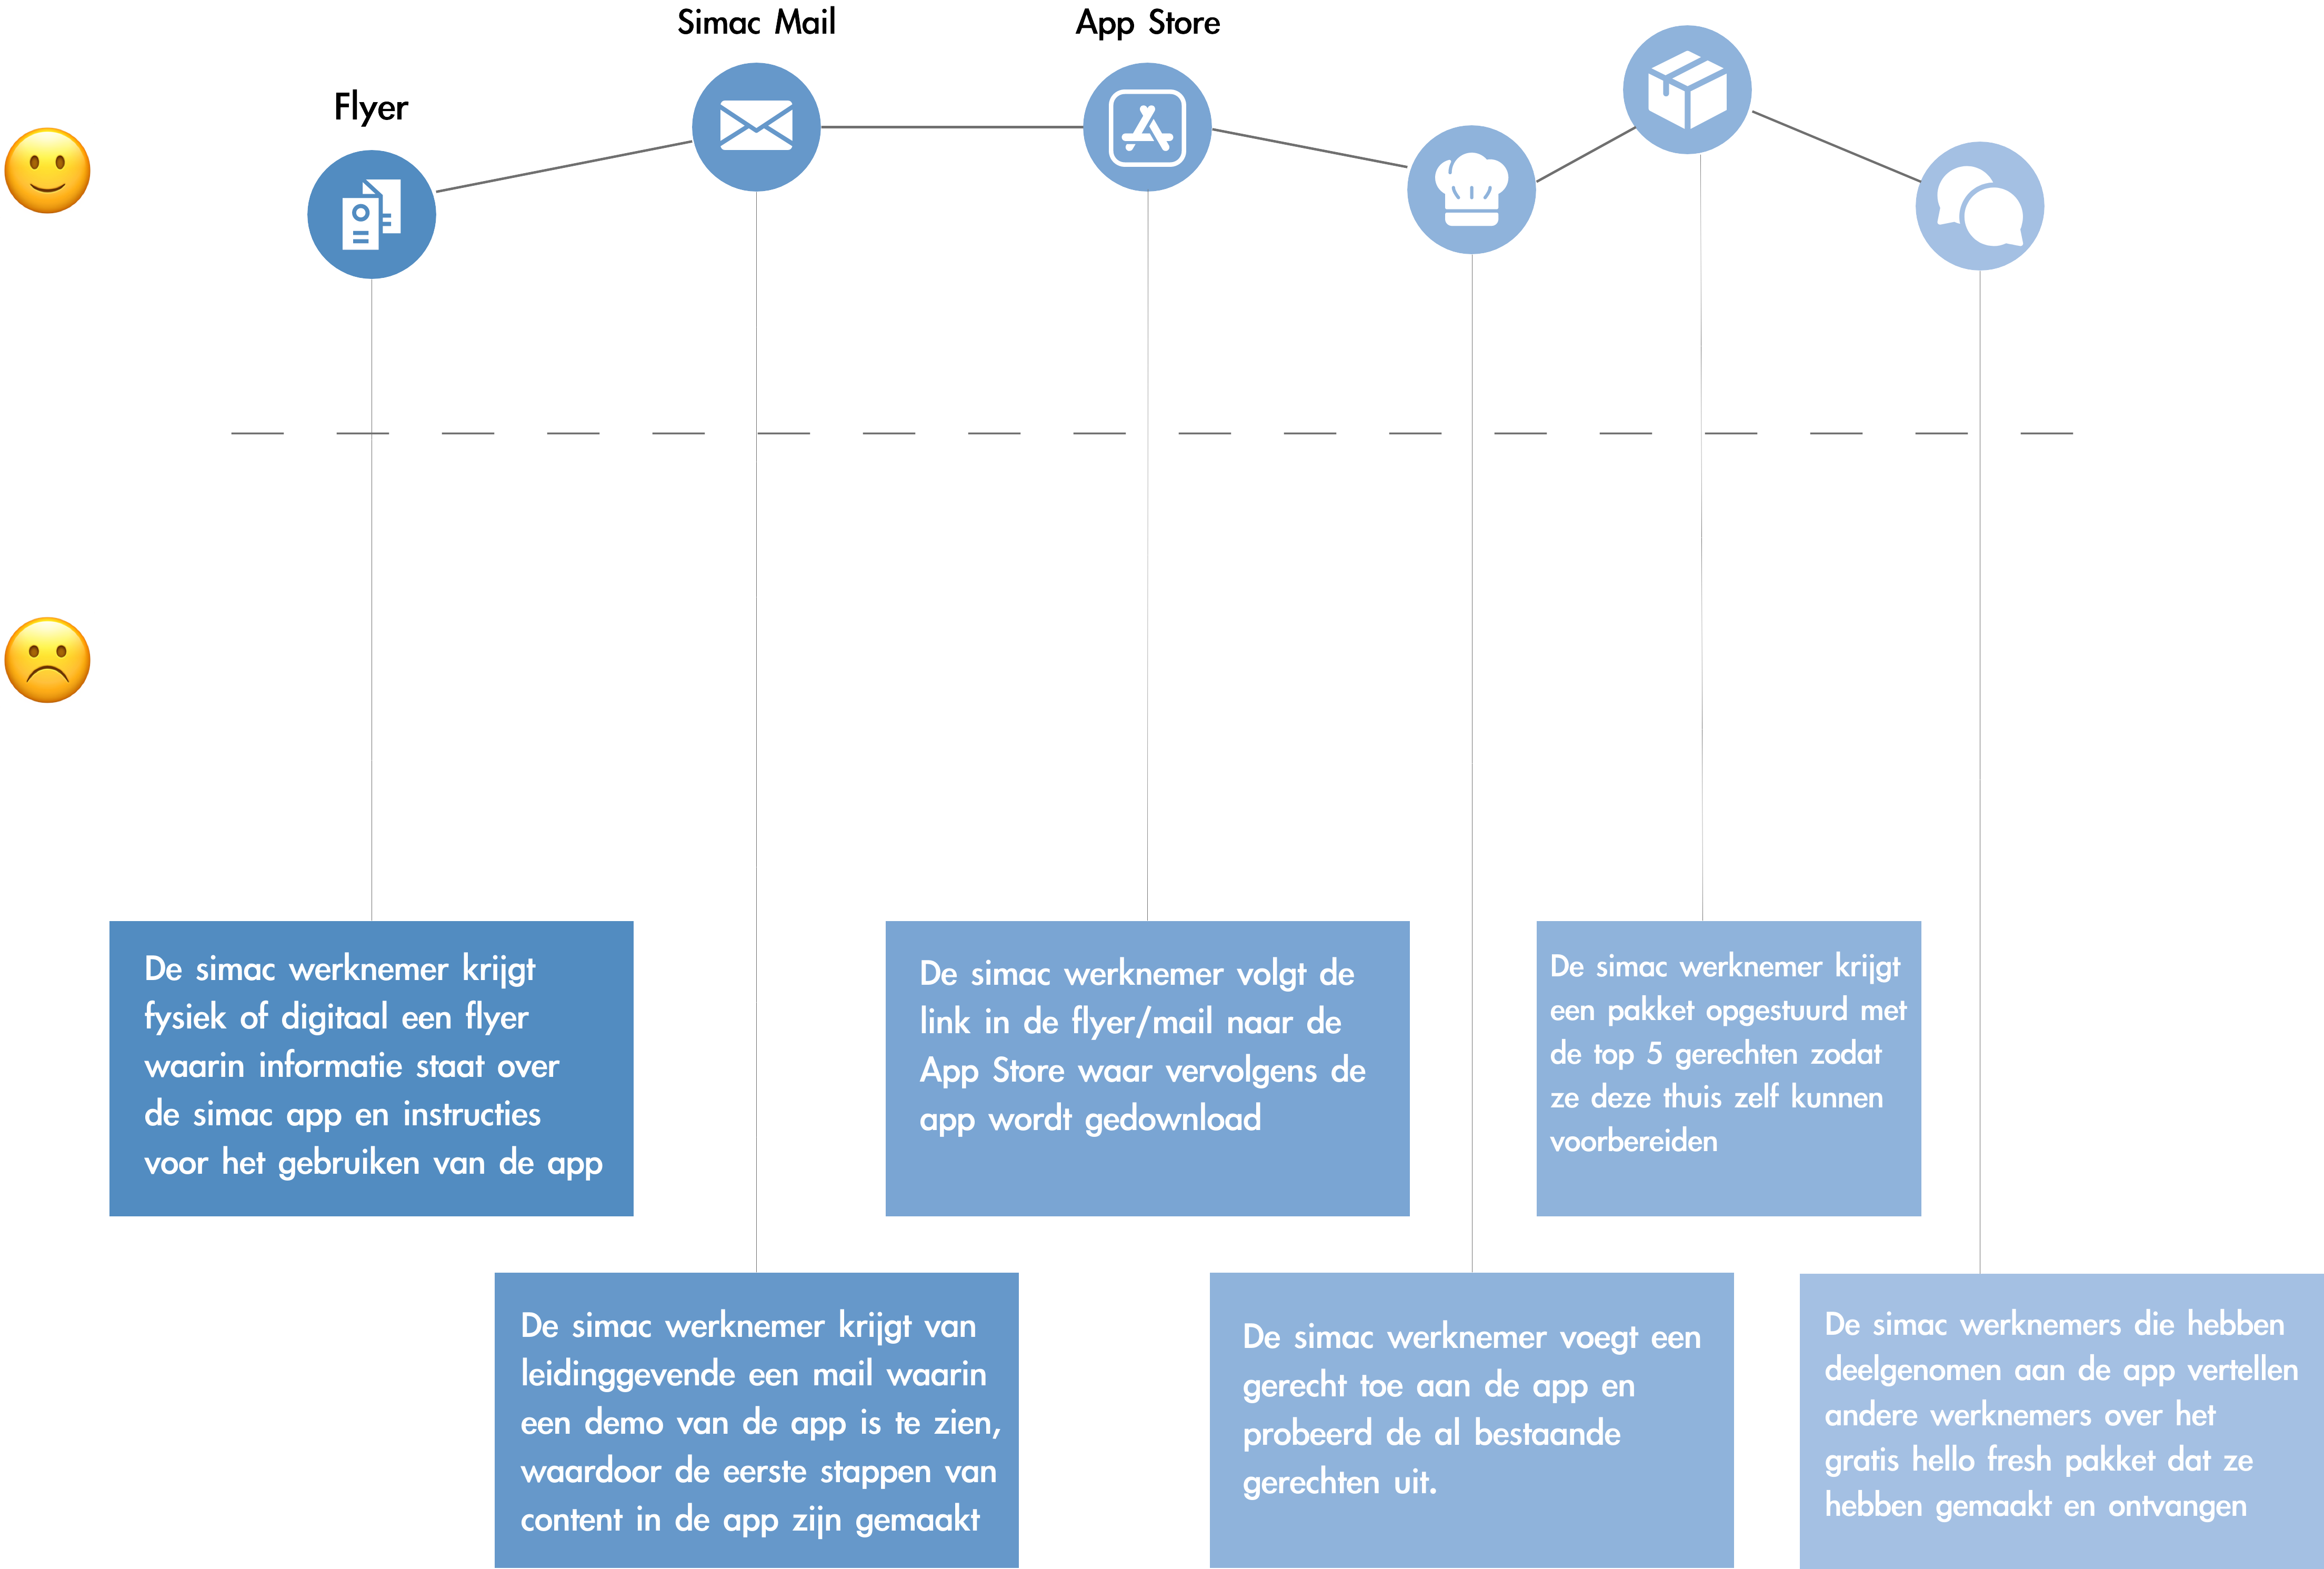 Simac Mail
App Store
Flyer
De simac werknemer krijgt
fysiek of digitaal een flyer
waarin informatie staat over
de simac app en instructies
voor het gebruiken van de app
De simac werknemer krijgt van
leidinggevende een mail waarin
een demo van de app is te zien,
waardoor de eerste stappen van
content in de app zijn gemaakt
De simac werknemer volgt de
link in de flyer/mail naar de
App Store waar vervolgens de
app wordt gedownload
De simac werknemer voegt een
gerecht toe aan de app en
probeerd de al bestaande
gerechten uit.
De simac werknemer krijgt
een pakket opgestuurd met
de top 5 gerechten zodat
ze deze thuis zelf kunnen
voorbereiden
De simac werknemers die hebben
deelgenomen aan de app vertellen
andere werknemers over het
gratis hello fresh pakket dat ze
hebben gemaakt en ontvangen